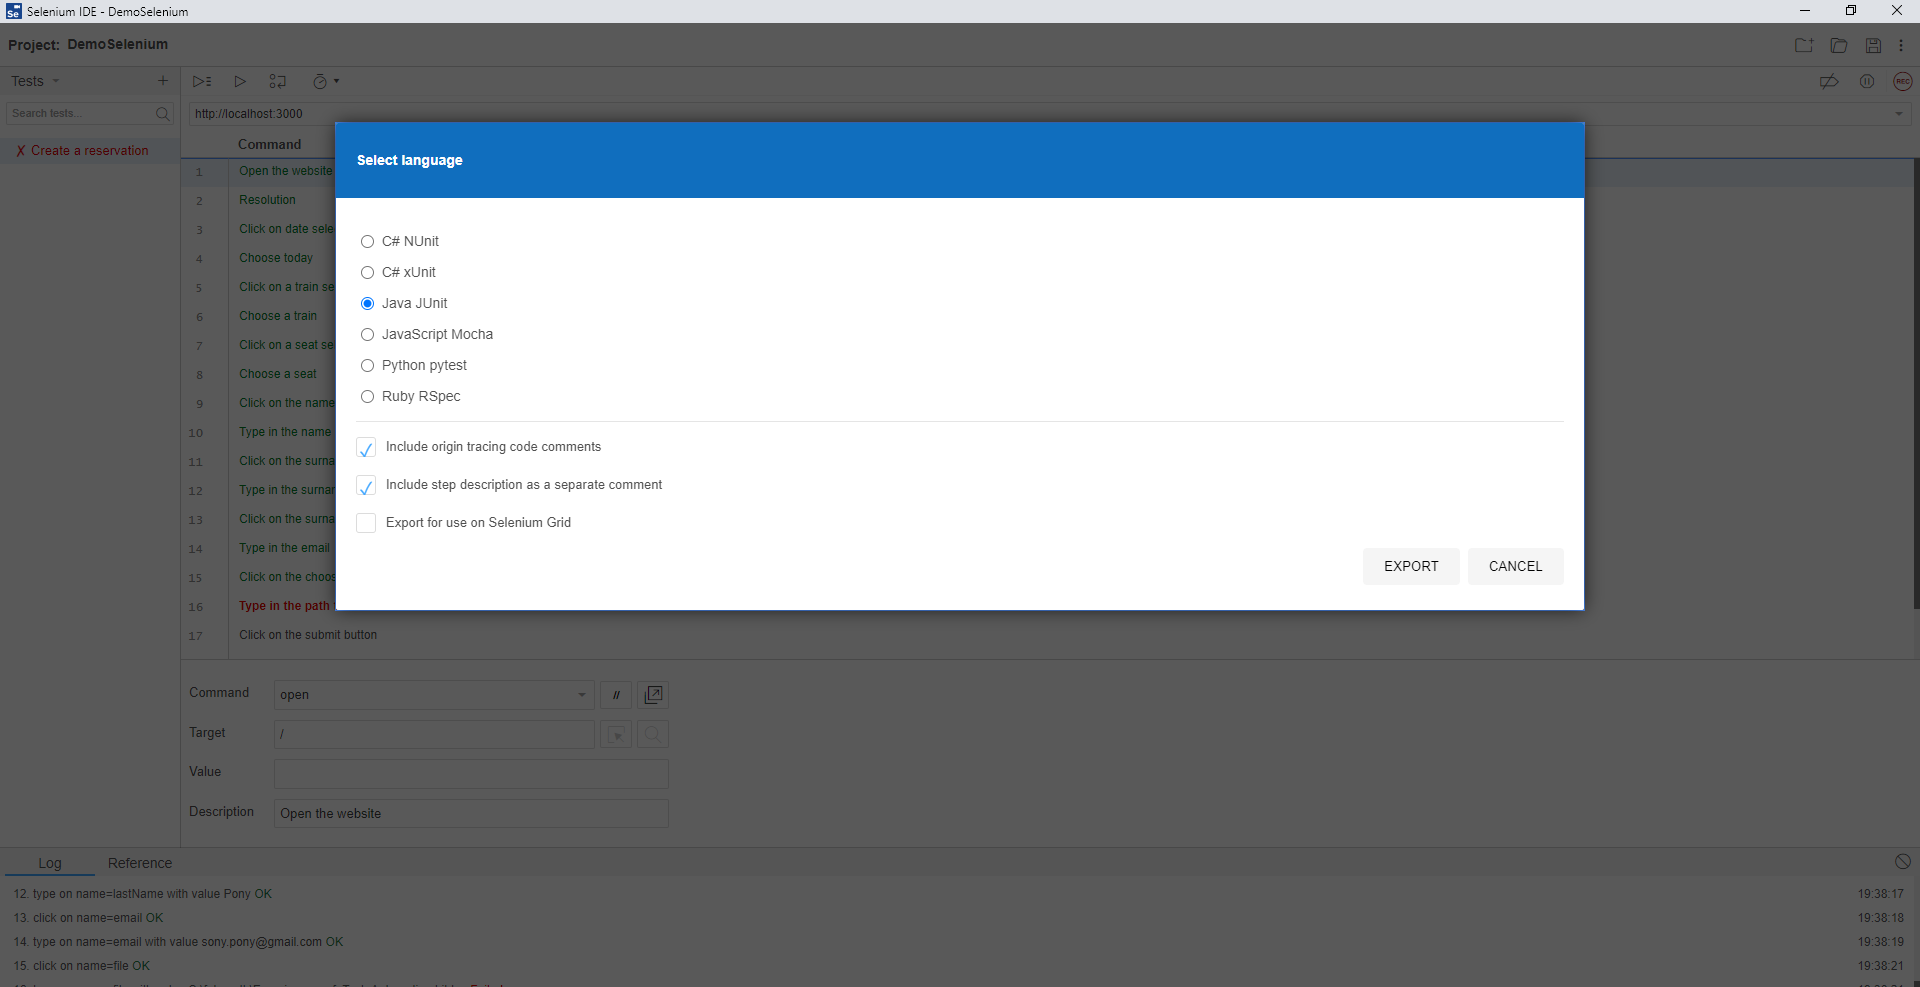 Selenium IDE - DemoSelenium
Project: DemoSelenium
Tests
Search tests...
http://localhost:3000
REC
Create a reservation
Command
1 Open the website
2 Resolution
3 Click on date sele
4 Choose today
5 Click on a train se
6 Choose a train
7 Click on a seat se
8 Choose a seat
9 Click on the name
10 Type in the name
11 Click on the surna
12 Type in the surnar
13 Click on the surna
14 Type in the email
15 Click on the choos
16 Type in the path
17 Click on the submit button
Select language
C# NUnit
C# xUnit
Java JUnit
JavaScript Mocha
Python pytest
Ruby RSpec
Include origin tracing code comments
Include step description as a separate comment
Export for use on Selenium Grid
EXPORT CANCEL
Command open //
Target /
Value
Description Open the website
Log Reference
12. type on name=lastName with value Pony OK 19:38:17
13. click on name=email OK 19:38:18
14. type on name=email with value sony.pony@gmail.com OK 19:38:19
15. click on name=file OK 19:38:21